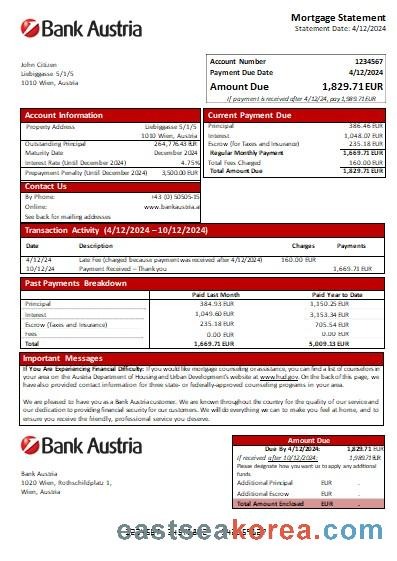 Bank Austria
Mortgage Statement
Statement Date: 4/12/2024
John Citizen
Liebiggasse 5/1/5
1010 Wien, Austria
Account Number 1234567
Payment Due Date 4/12/2024
Amount Due 1,829.71 EUR
If payment is received after 4/12/24, pay 1,989.71 EUR
Account Information
Property Address Liebiggasse 5/1/5
1010 Wien, Austria
Outstanding Principal 264,776.43 EUR
Maturity Date December 2024
Interest Rate (Until December 2024) 4.75%
Prepayment Penalty (Until December 2024) 3,500.00 EUR
Contact Us
By Phone: +43 (0) 50505-15
Online: www.bankaustria.at
See back for mailing addresses
Current Payment Due
Principal 386.46 EUR
Interest 1,048.07 EUR
Escrow (for Taxes and Insurance) 235.18 EUR
Regular Monthly Payment 1,669.71 EUR
Total Fees Charged 160.00 EUR
Total Amount Due 1,829.71 EUR
Transaction Activity (4/12/2024 – 10/12/2024)
Date Description Charges Payments
4/12/24 Late Fee (charged because payment was received after 4/12/2024) 160.00 EUR
10/12/24 Payment Received – Thank you 1,669.71 EUR
Past Payments Breakdown
Paid Last Month Paid Year to Date
Principal 384.93 EUR 1,150.25 EUR
Interest 1,049.60 EUR 3,153.34 EUR
Escrow (Taxes and Insurance) 235.18 EUR 705.54 EUR
Fees 0.00 EUR 0.00 EUR
Total 1,669.71 EUR 5,009.13 EUR
Important Messages
If You Are Experiencing Financial Difficulty: If you would like mortgage counseling or assistance, you can find a list of counselors in
your area on the Austria Department of Housing and Urban Development's website at www.hud.gov. On the back of this page, we
have also provided contact information for three state- or federally-approved counseling programs in your area.
We are pleased to have you as a Bank Austria customer. We are known throughout the country for the quality of our service and
our dedication to providing financial security for our customers. We will do everything we can to make you feel at home, and to
ensure you receive the friendly, professional service you deserve.
Bank Austria
Bank Austria
1020 Wien, Rothschildplatz 1,
Wien, Austria
Amount Due
Due By 4/12/2024: 1,829.71 EUR
If received after 10/12/2024: 1,989.71 EUR
Please designate how you want us to apply any additional
funds.
Additional Principal EUR .
Additional Escrow EUR .
Total Amount Enclosed EUR .
eastseakorea.com